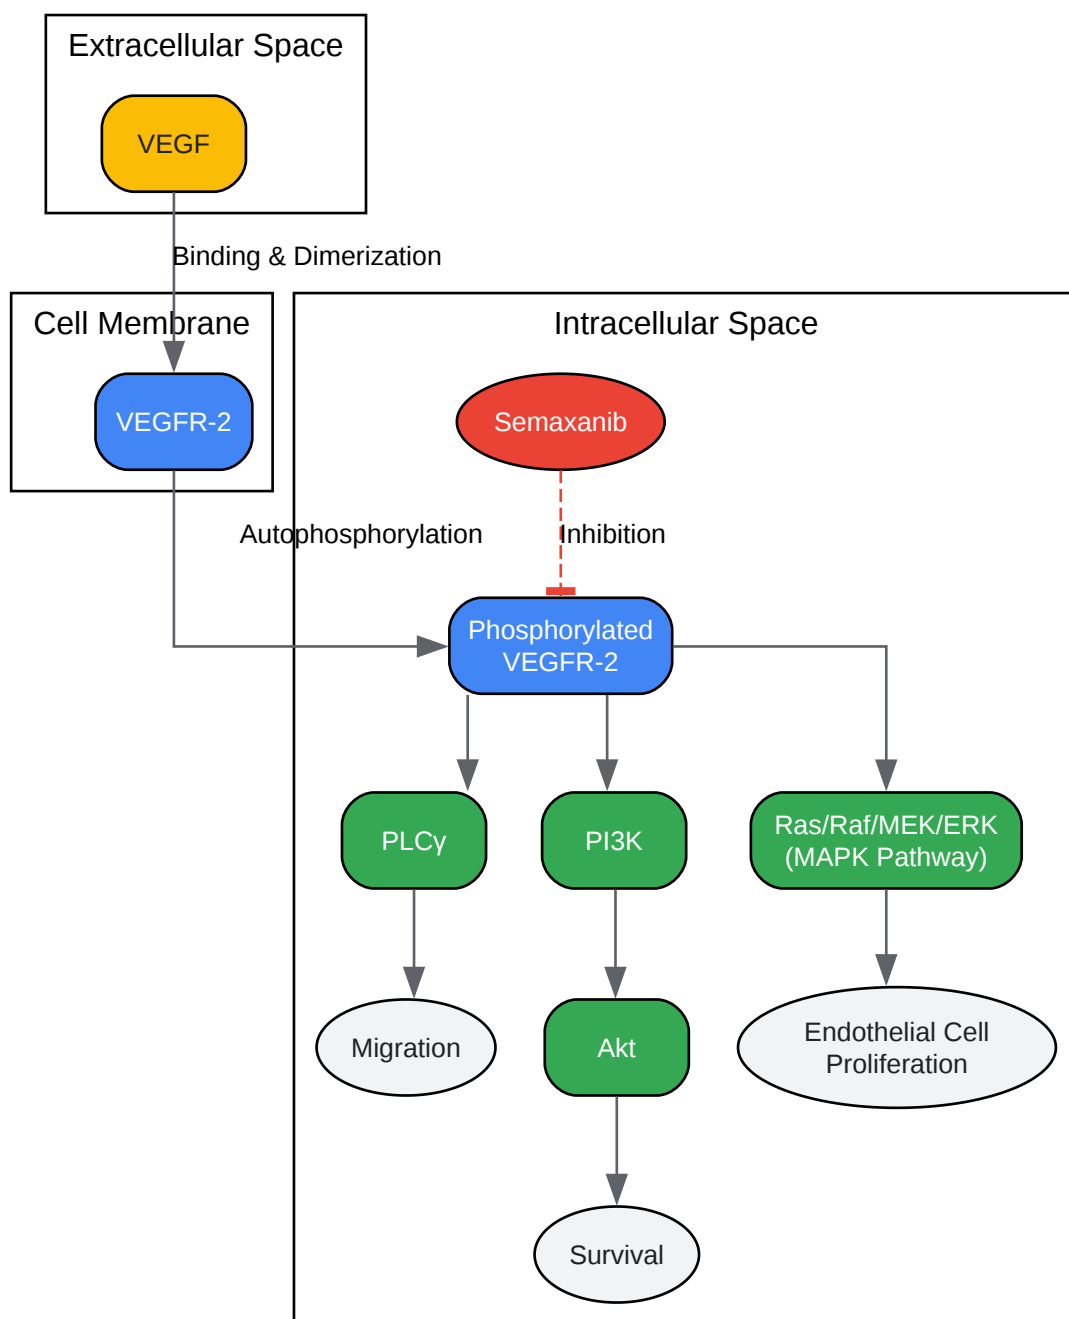 Extracellular Space
VEGF
Binding & Dimerization
Cell Membrane
VEGFR-2
Intracellular Space
Semaxanib
Autophosphorylation
Inhibition
Phosphorylated
VEGFR-2
PLCγ
PI3K
Ras/Raf/MEK/ERK
(MAPK Pathway)
Migration
Akt
Endothelial Cell
Proliferation
Survival